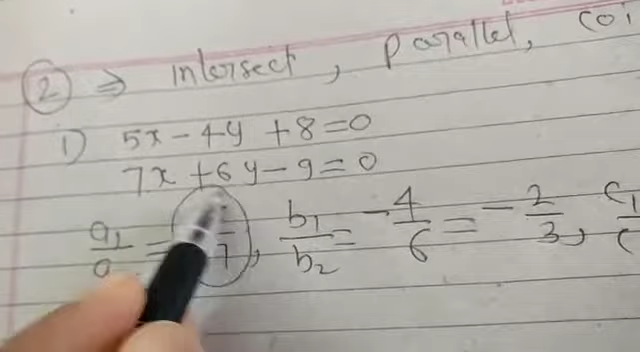 ② ⇒ intersect, parallel, coi
1) 5x - 4y + 8 = 0
7x + 6y - 9 = 0
a₁/a = /7, b₁/b₂ = -4/6 = -2/3, c₁/c